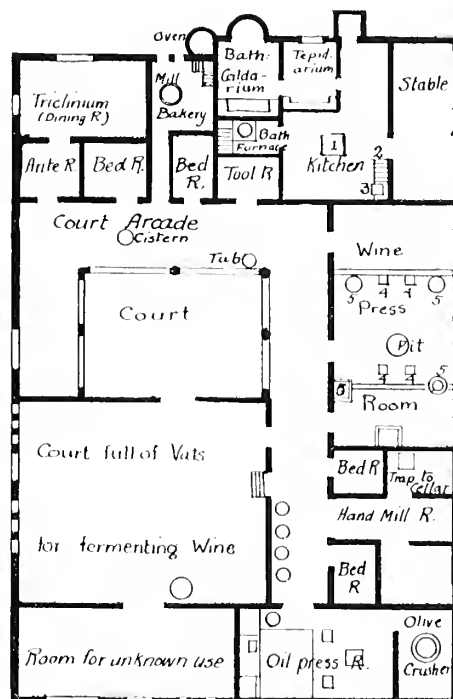 Oven
Bath:
Calda-
rium
Tepid-
arium
Stable
Mill
Bakery
Triclinium
(Dining R)
Bath
Furnace
1
Kitchen
2
3
Ante R
Bed R.
Bed
R.
Tool R
Court Arcade
Cistern
Tub
Wine
4 4
5 5
Press
Court
Pit
4 4
5
6
Room
Court full of Vats
Bed R
Trap to
Cellar
Hand Mill R.
for fermenting Wine
Bed
R
Olive
Crusher
Room for unknown use
Oil press R.